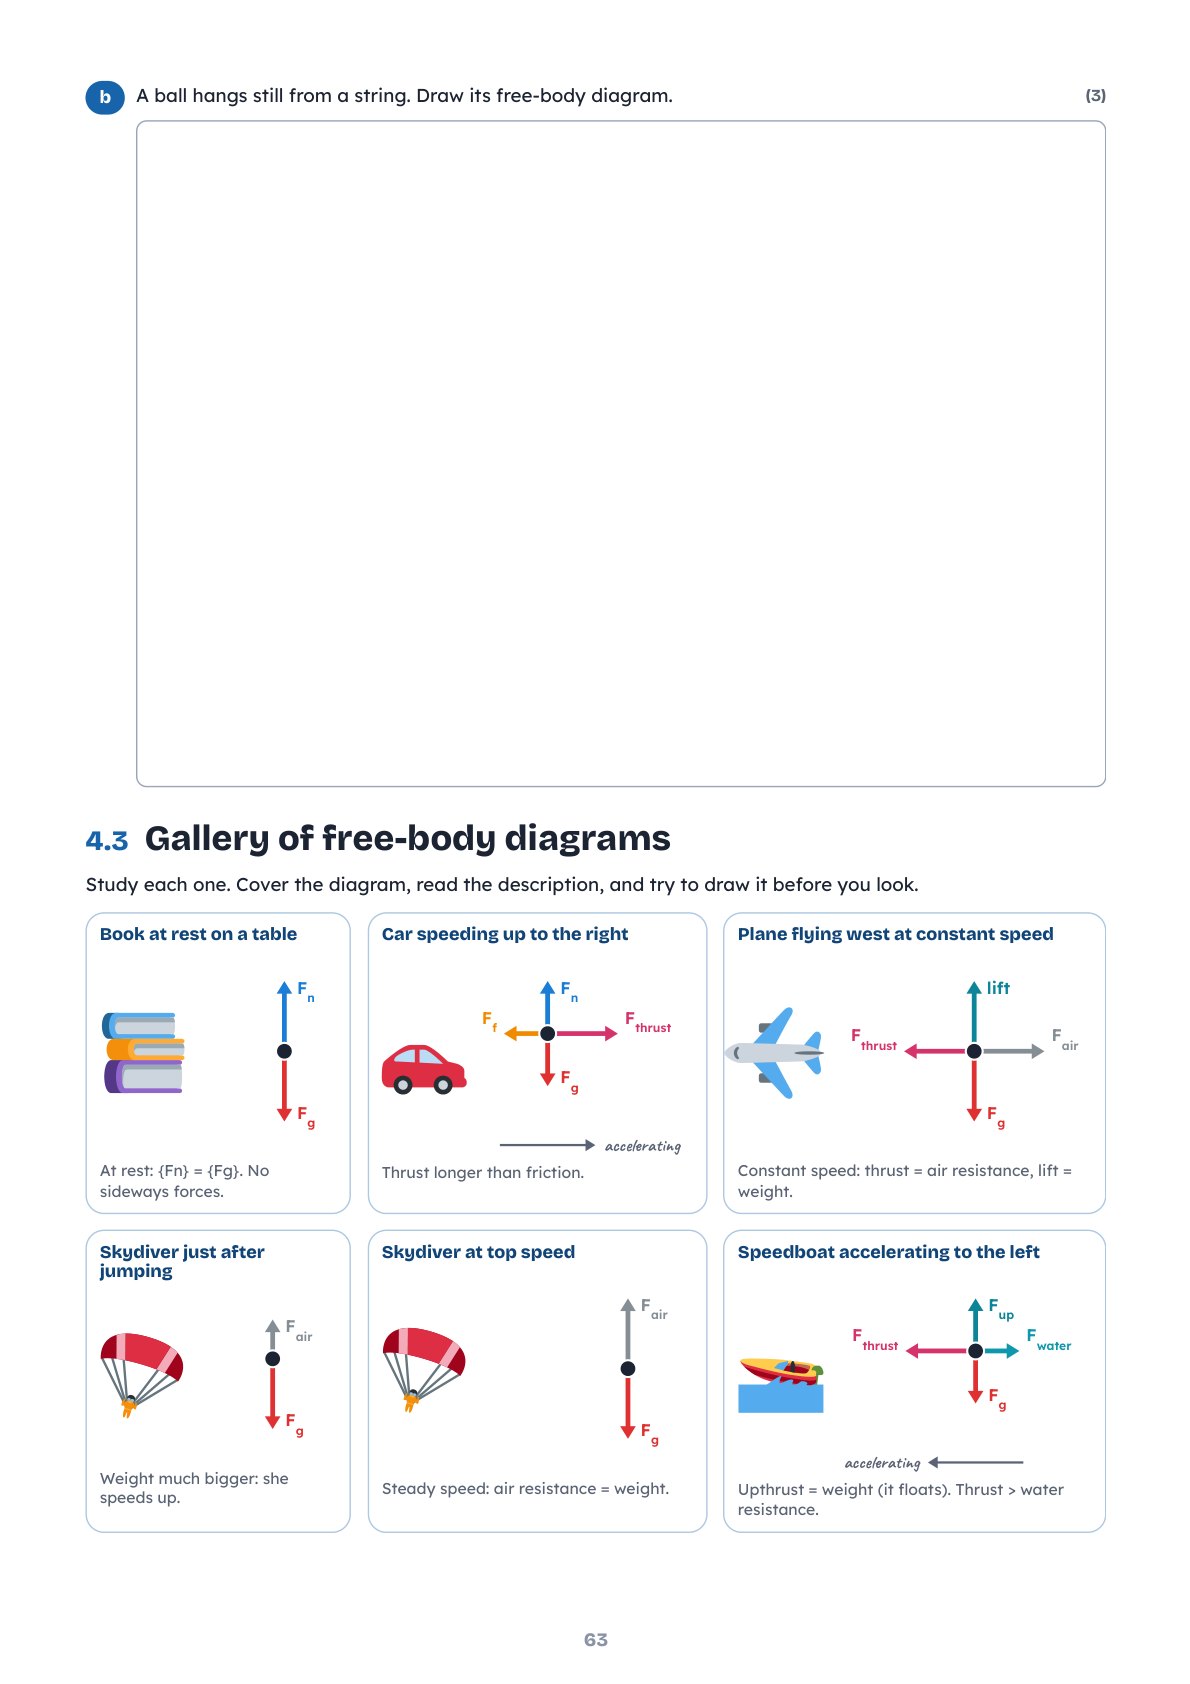 b A ball hangs still from a string. Draw its free-body diagram. (3)
4.3 Gallery of free-body diagrams
Study each one. Cover the diagram, read the description, and try to draw it before you look.
Book at rest on a table
Fn
Fg
At rest: {Fn} = {Fg}. No
sideways forces.
Car speeding up to the right
Fn
Ff
Fthrust
Fg
accelerating
Thrust longer than friction.
Plane flying west at constant speed
lift
Fthrust
Fair
Fg
Constant speed: thrust = air resistance, lift =
weight.
Skydiver just after
jumping
Fair
Fg
Weight much bigger: she
speeds up.
Skydiver at top speed
Fair
Fg
Steady speed: air resistance = weight.
Speedboat accelerating to the left
Fup
Fthrust
Fwater
Fg
accelerating
Upthrust = weight (it floats). Thrust > water
resistance.
63